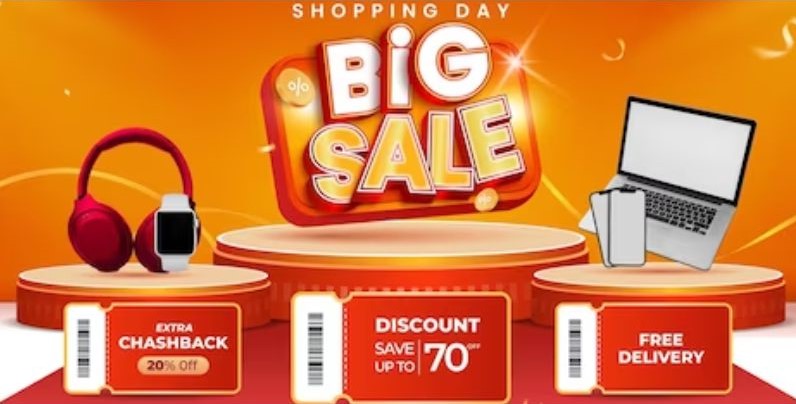 SHOPPING DAY
BiG
SALE
%
%
EXTRA
CHASHBACK
20% Off
DISCOUNT
SAVE
UP TO
70 OFF
FREE
DELIVERY